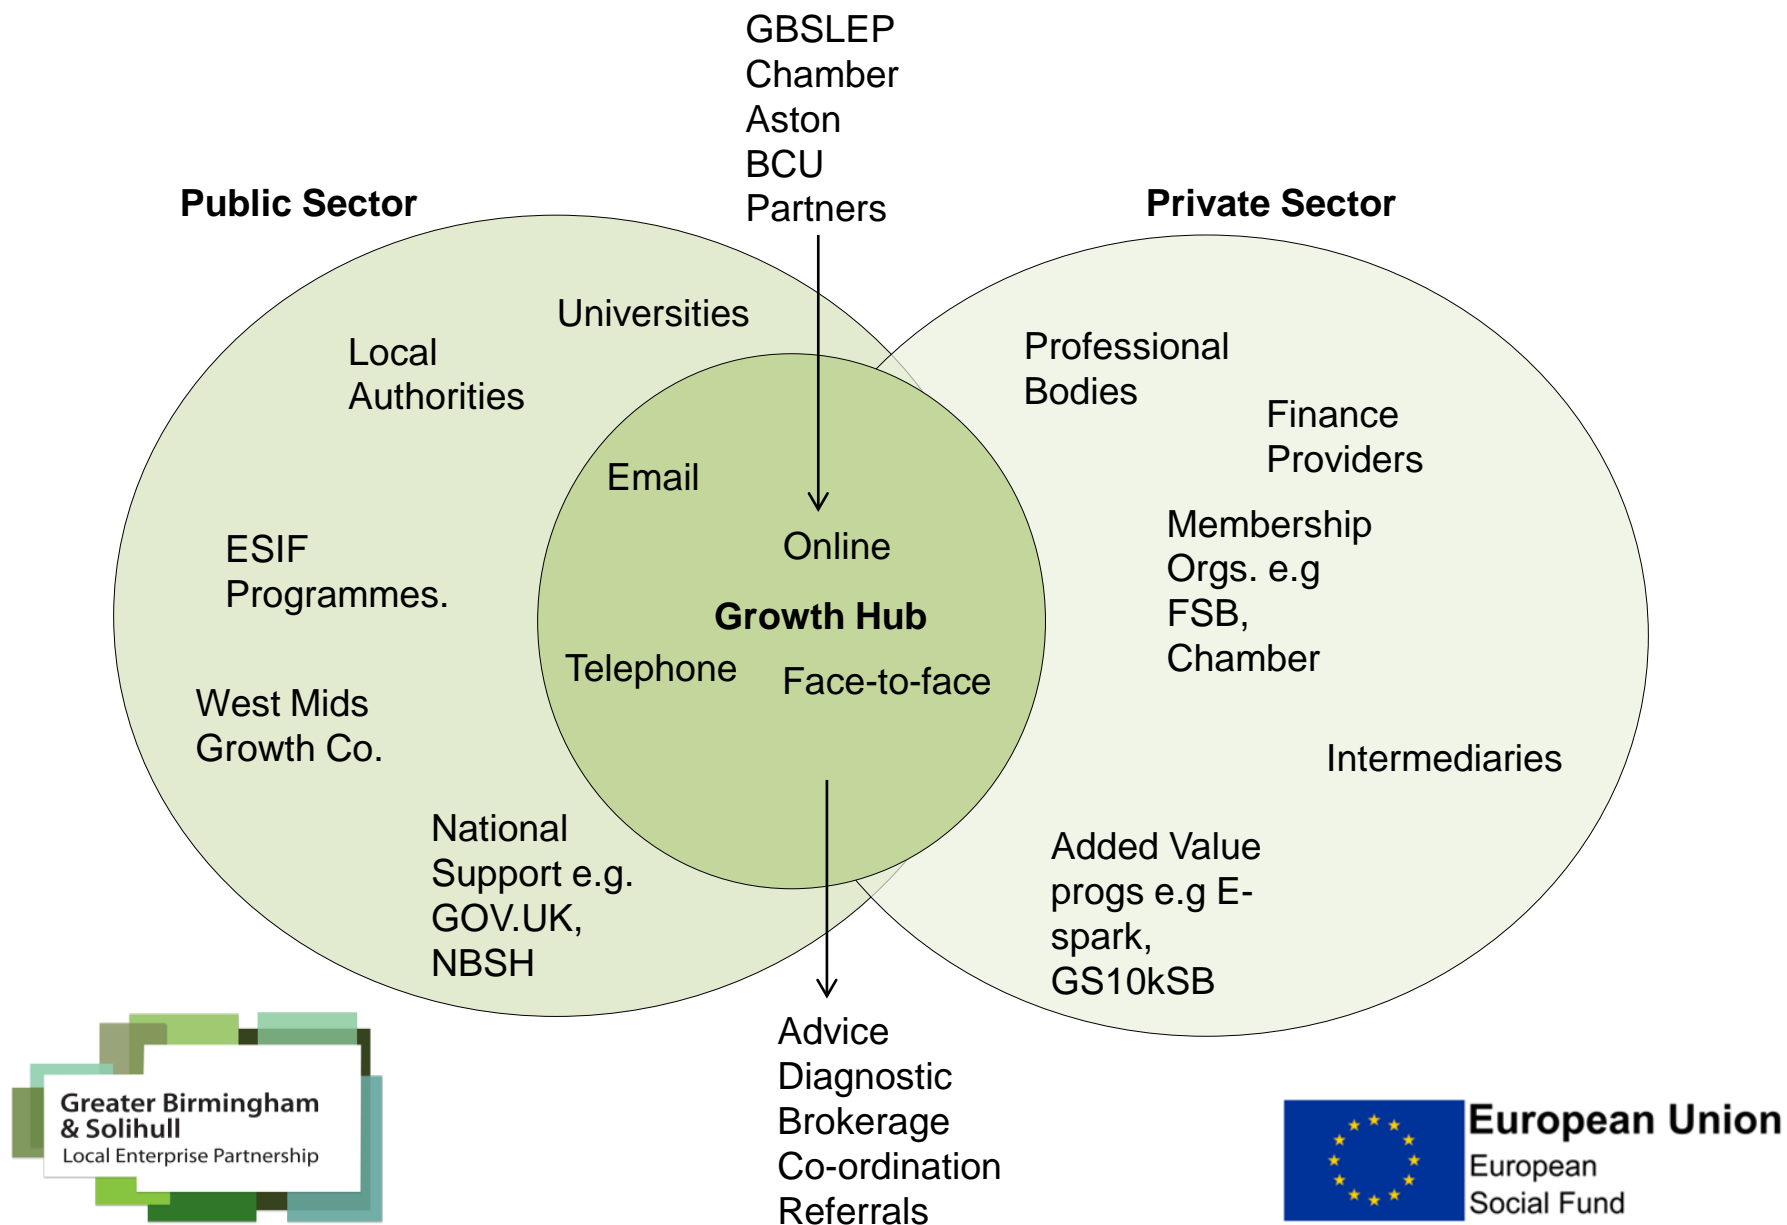 GBSLEP
Chamber
Aston
BCU
Partners
Public Sector
Private Sector
Universities
Local
Authorities
ESIF
Programmes.
West Mids
Growth Co.
National
Support e.g.
GOV.UK,
NBSH
Email
Online
Growth Hub
Telephone
Face-to-face
Professional
Bodies
Finance
Providers
Membership
Orgs. e.g
FSB,
Chamber
Intermediaries
Added Value
progs e.g E-
spark,
GS10kSB
Advice
Diagnostic
Brokerage
Co-ordination
Referrals
Greater Birmingham
& Solihull
Local Enterprise Partnership
European Union
European
Social Fund